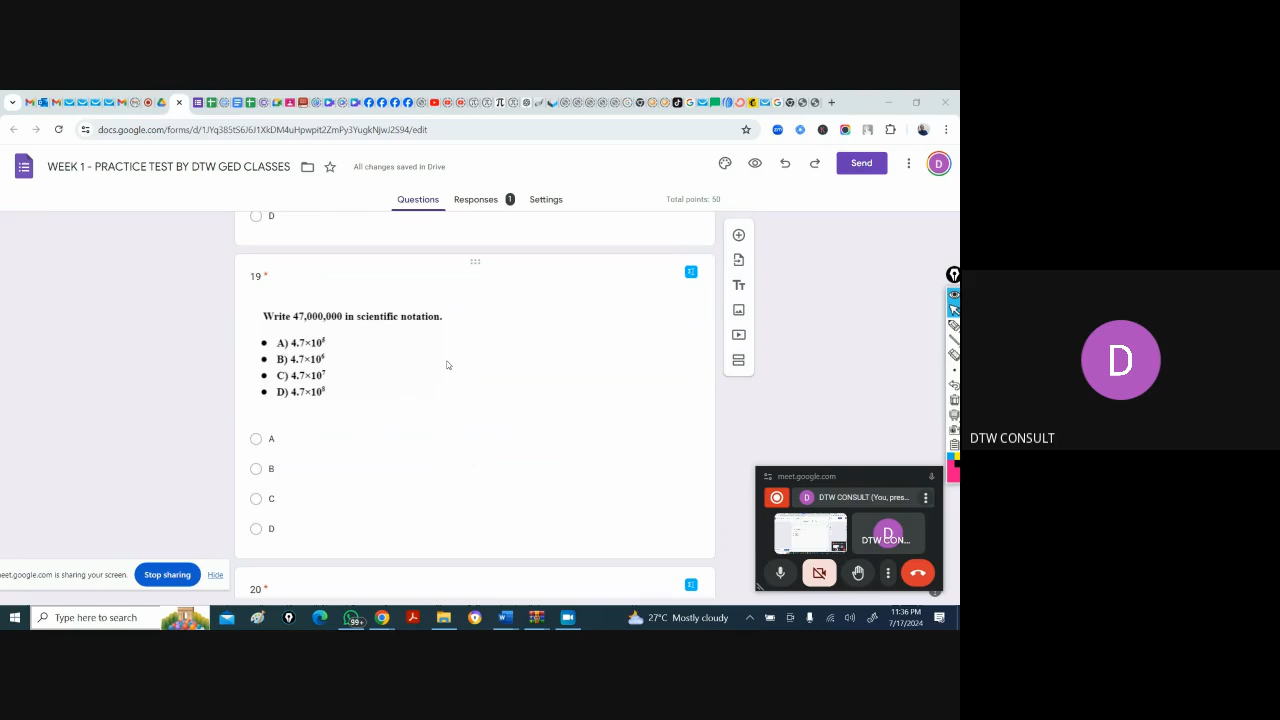 docs.google.com/forms/d/1JYq385tS6J6J1XkDM4uHpwpit2ZmPy3YugkNjwJ2S94/edit
WEEK 1 - PRACTICE TEST BY DTW GED CLASSES
All changes saved in Drive
Send
D
Questions
Responses
1
Settings
Total points: 50
D
19 *
Write 47,000,000 in scientific notation.
A) 4.7×10⁵
B) 4.7×10⁶
C) 4.7×10⁷
D) 4.7×10⁸
A
B
C
D
20 *
meet.google.com
D
DTW CONSULT (You, pres...
D
DTW CON...
meet.google.com is sharing your screen.
Stop sharing
Hide
Type here to search
99+
27°C Mostly cloudy
11:36 PM
7/17/2024
D
DTW CONSULT